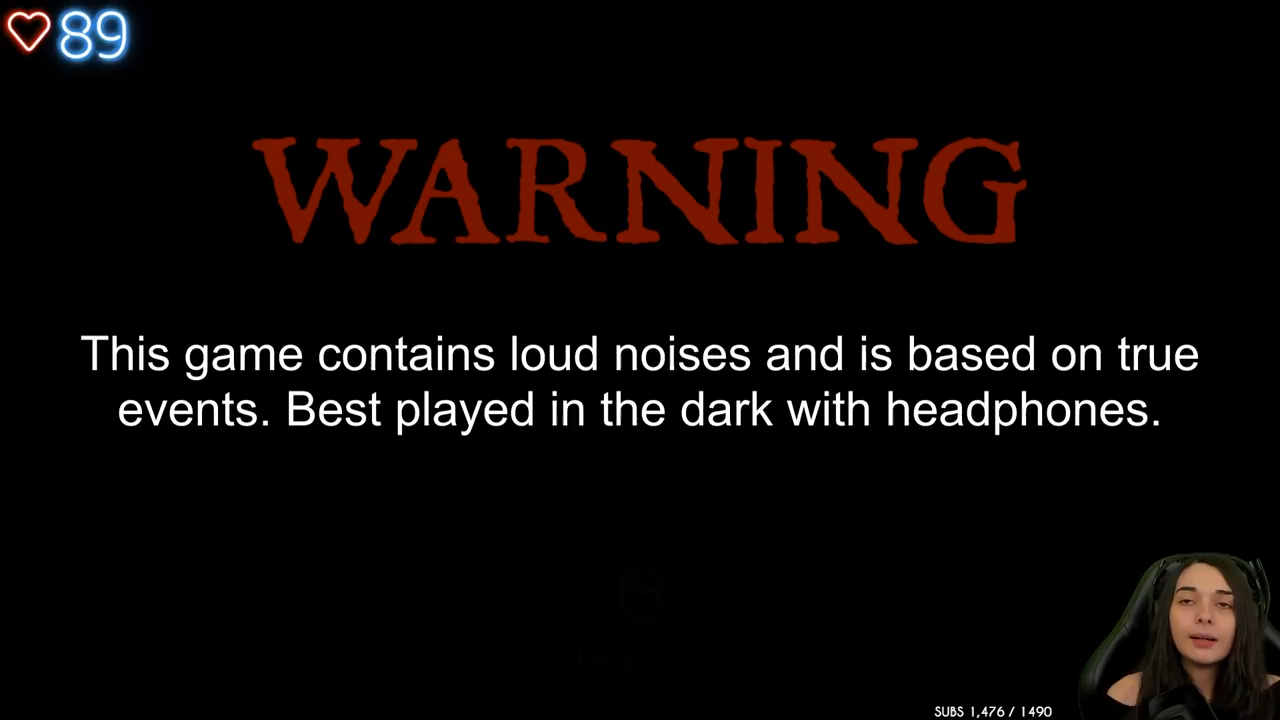 89
WARNING
This game contains loud noises and is based on true
events. Best played in the dark with headphones.
SUBS 1,476 / 1490